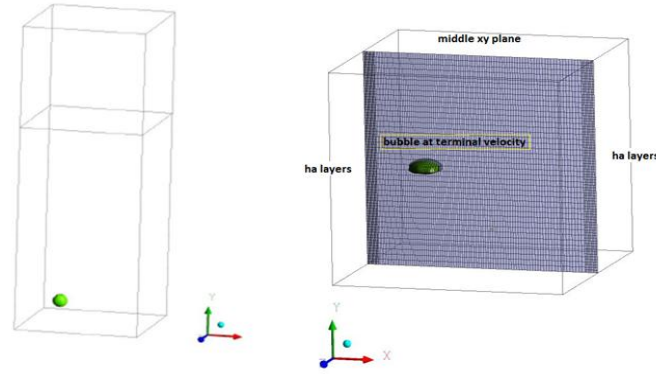 middle xy plane
bubble at terminal velocity
ha layers
ha layers
Y
Y
X